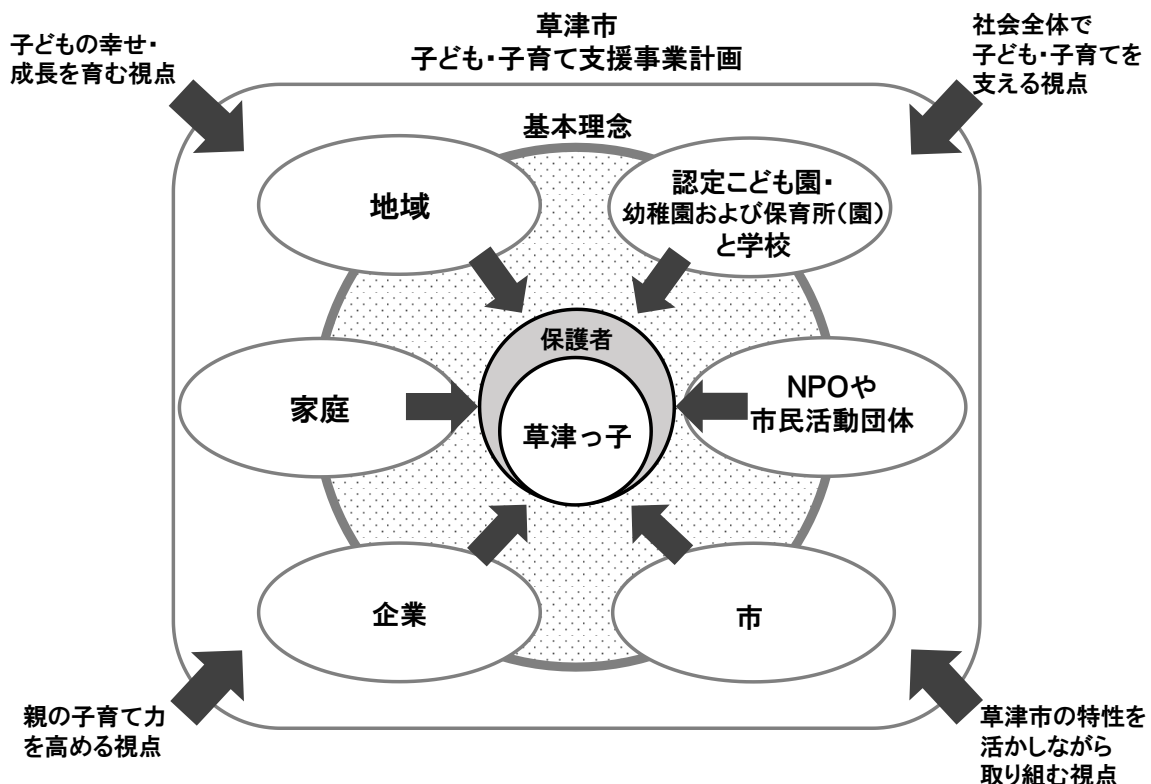 草津市
子ども・子育て支援事業計画
子どもの幸せ・
成長を育む視点
社会全体で
子ども・子育てを
支える視点
基本理念
地域
認定こども園・
幼稚園および保育所(園)
と学校
保護者
草津っ子
家庭
NPOや
市民活動団体
企業
市
親の子育て力
を高める視点
草津市の特性を
活かしながら
取り組む視点